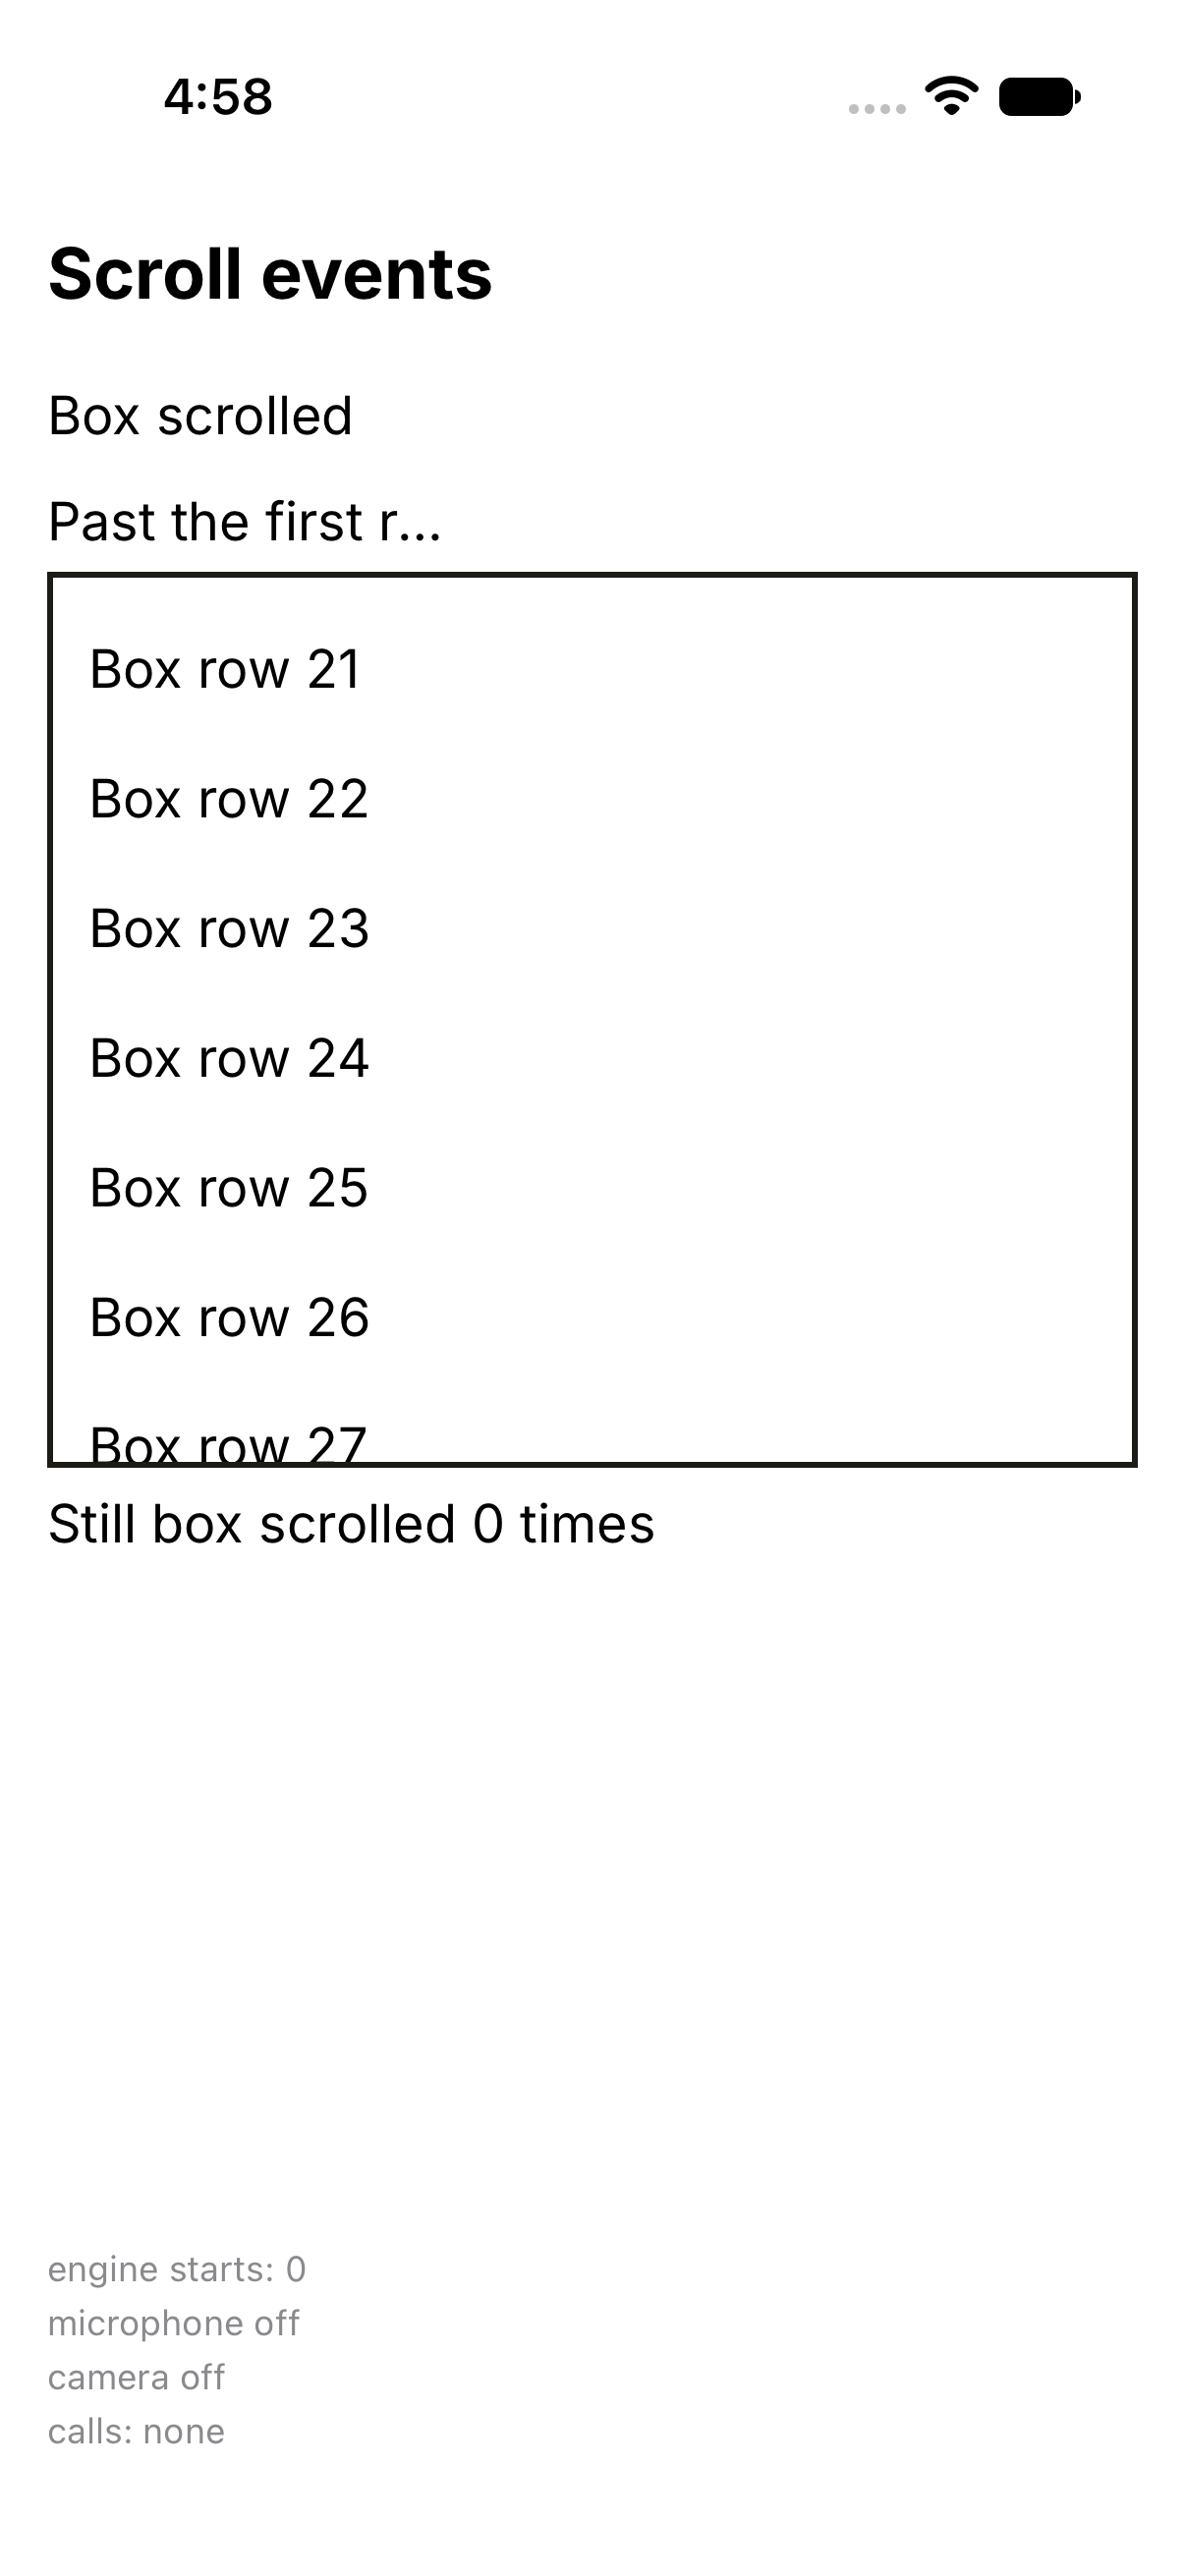 4:58
Scroll events
Box scrolled
Past the first r...
Box row 21
Box row 22
Box row 23
Box row 24
Box row 25
Box row 26
Box row 27
Still box scrolled 0 times
engine starts: 0
microphone off
camera off
calls: none